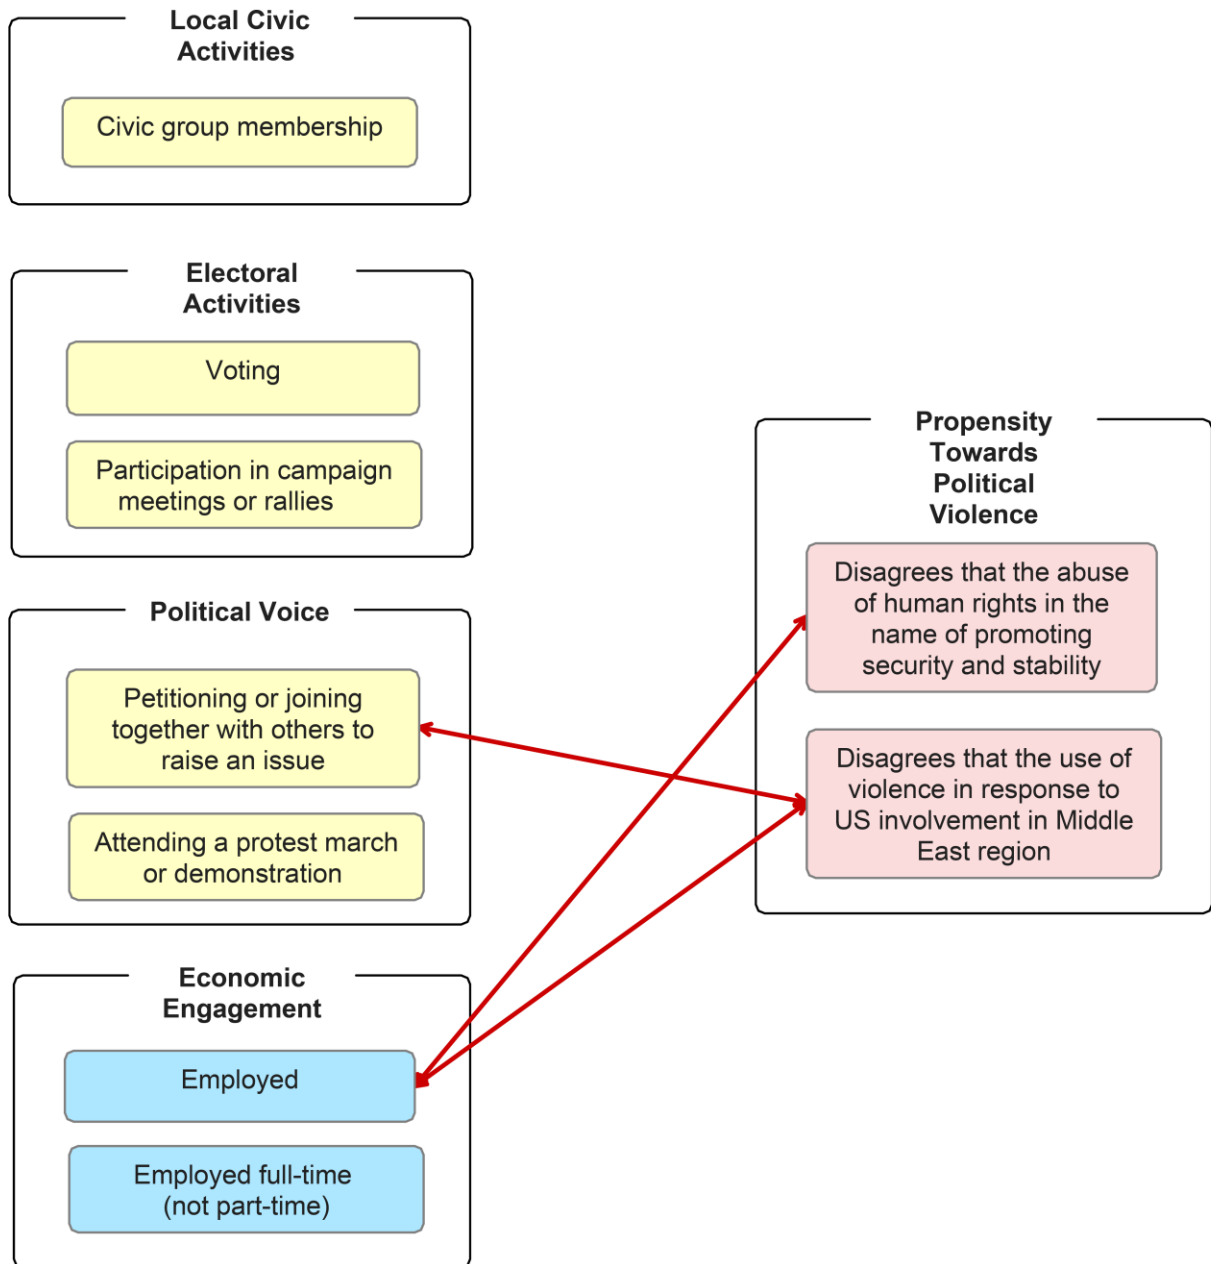 Local Civic
Activities
Civic group membership
Electoral
Activities
Voting
Participation in campaign
meetings or rallies
Political Voice
Petitioning or joining
together with others to
raise an issue
Attending a protest march
or demonstration
Economic
Engagement
Employed
Employed full-time
(not part-time)
Propensity
Towards
Political
Violence
Disagrees that the abuse
of human rights in the
name of promoting
security and stability
Disagrees that the use of
violence in response to
US involvement in Middle
East region